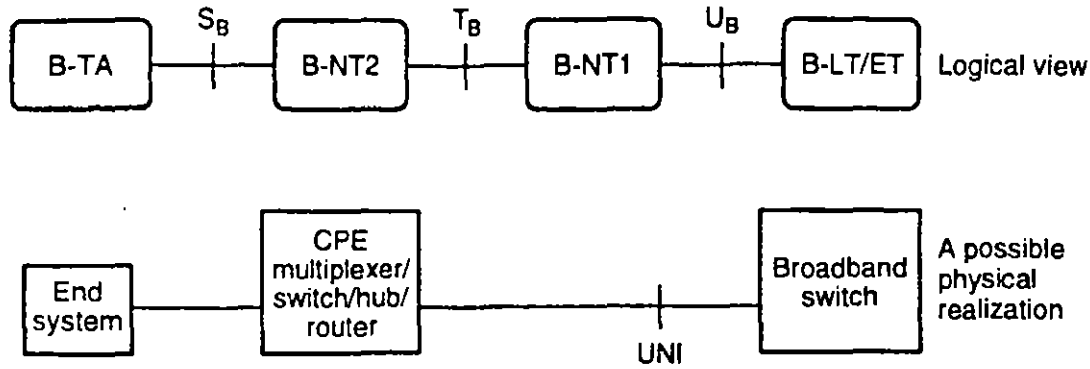 S_B
T_B
U_B
B-TA
B-NT2
B-NT1
B-LT/ET
Logical view
End
system
CPE
multiplexer/
switch/hub/
router
UNI
Broadband
switch
A possible
physical
realization